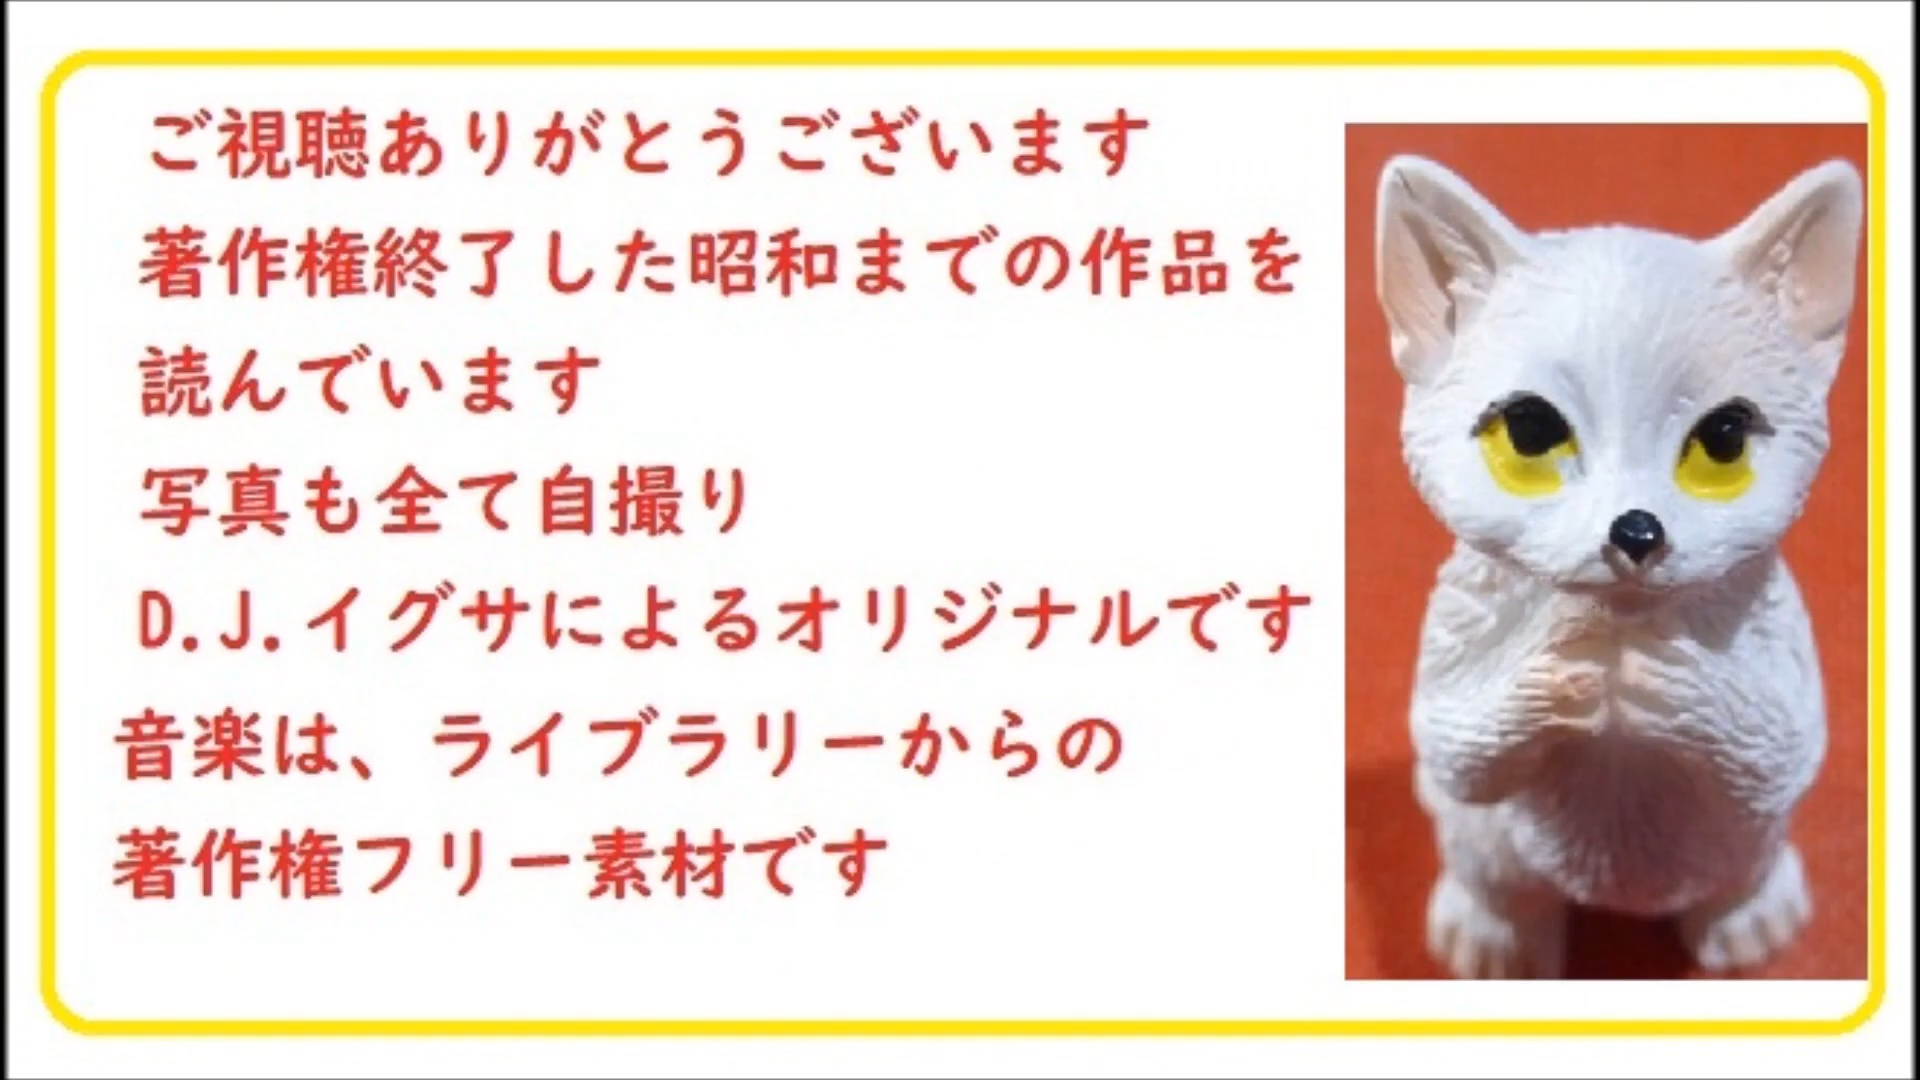 ご視聴ありがとうございます
著作権終了した昭和までの作品を
読んでいます
写真も全て自撮り
D.J.イグサによるオリジナルです
音楽は、ライブラリーからの
著作権フリー素材です